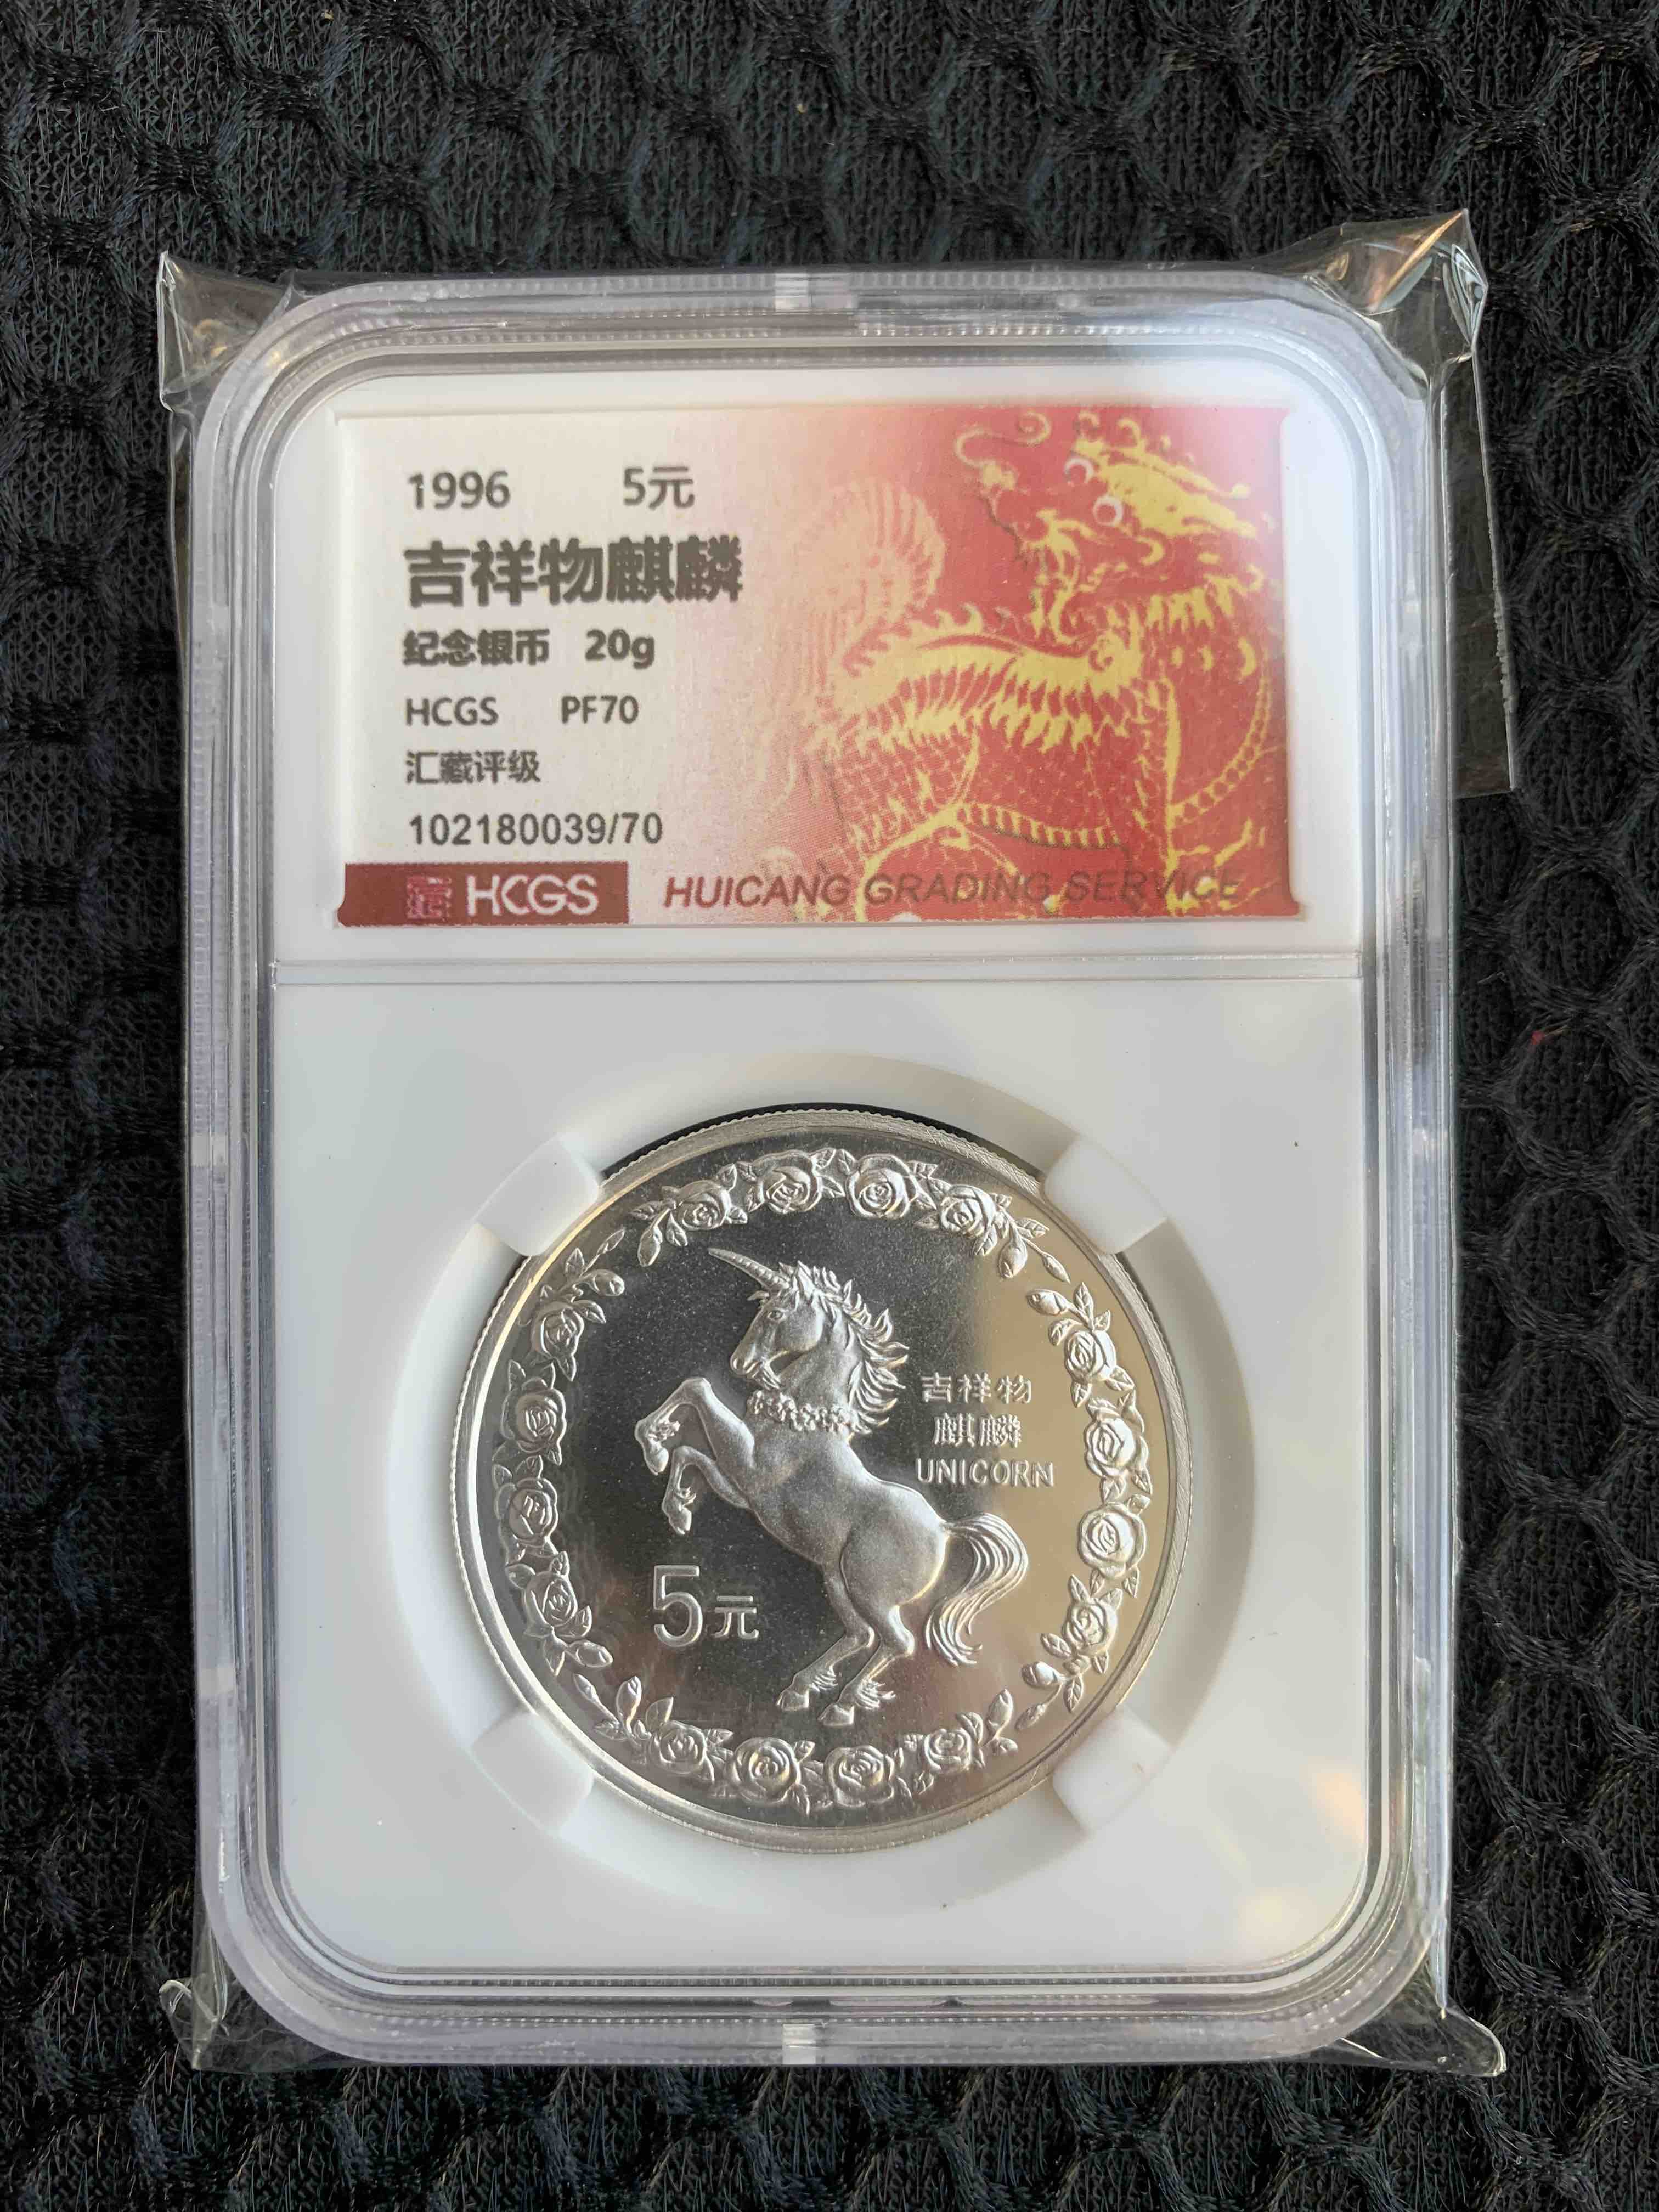 1996 5元
吉祥物麒麟
纪念银币 20g
HCGS PF70
汇藏评级
102180039/70
HCGS HUICANG GRADING SERVICE
吉祥物
麒麟
UNICORN
5元